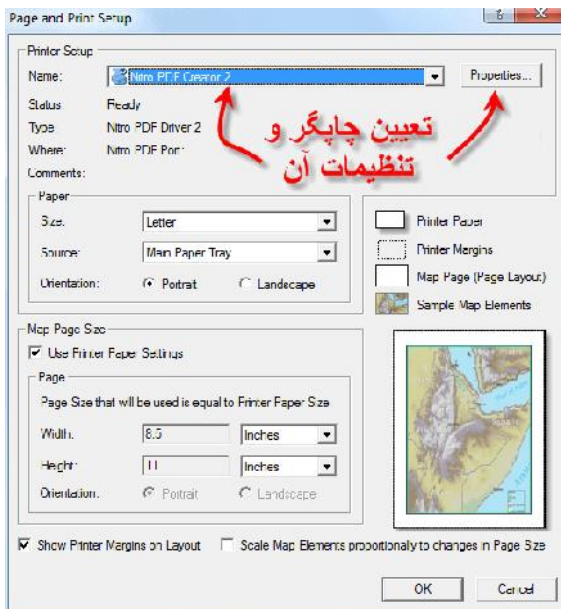 Page and Print Setup
Printer Setup
Name: Nitro PDF Creator 2 Properties...
Status: Ready
Type: Nitro PDF Driver 2
Where: Nitro PDF Port:
Comments:
تعیین چاپگر و
تنظیمات آن
Paper
Size: Letter
Source: Main Paper Tray
Orientation: Portrait Landscape
Printer Paper
Printer Margins
Map Page (Page Layout)
Sample Map Elements
Map Page Size
Use Printer Paper Settings
Page
Page Size that will be used is equal to Printer Paper Size
Width: 8.5 Inches
Height: 11 Inches
Orientation: Portrait Landscape
Show Printer Margins on Layout Scale Map Elements proportionally to changes in Page Size
OK Cancel